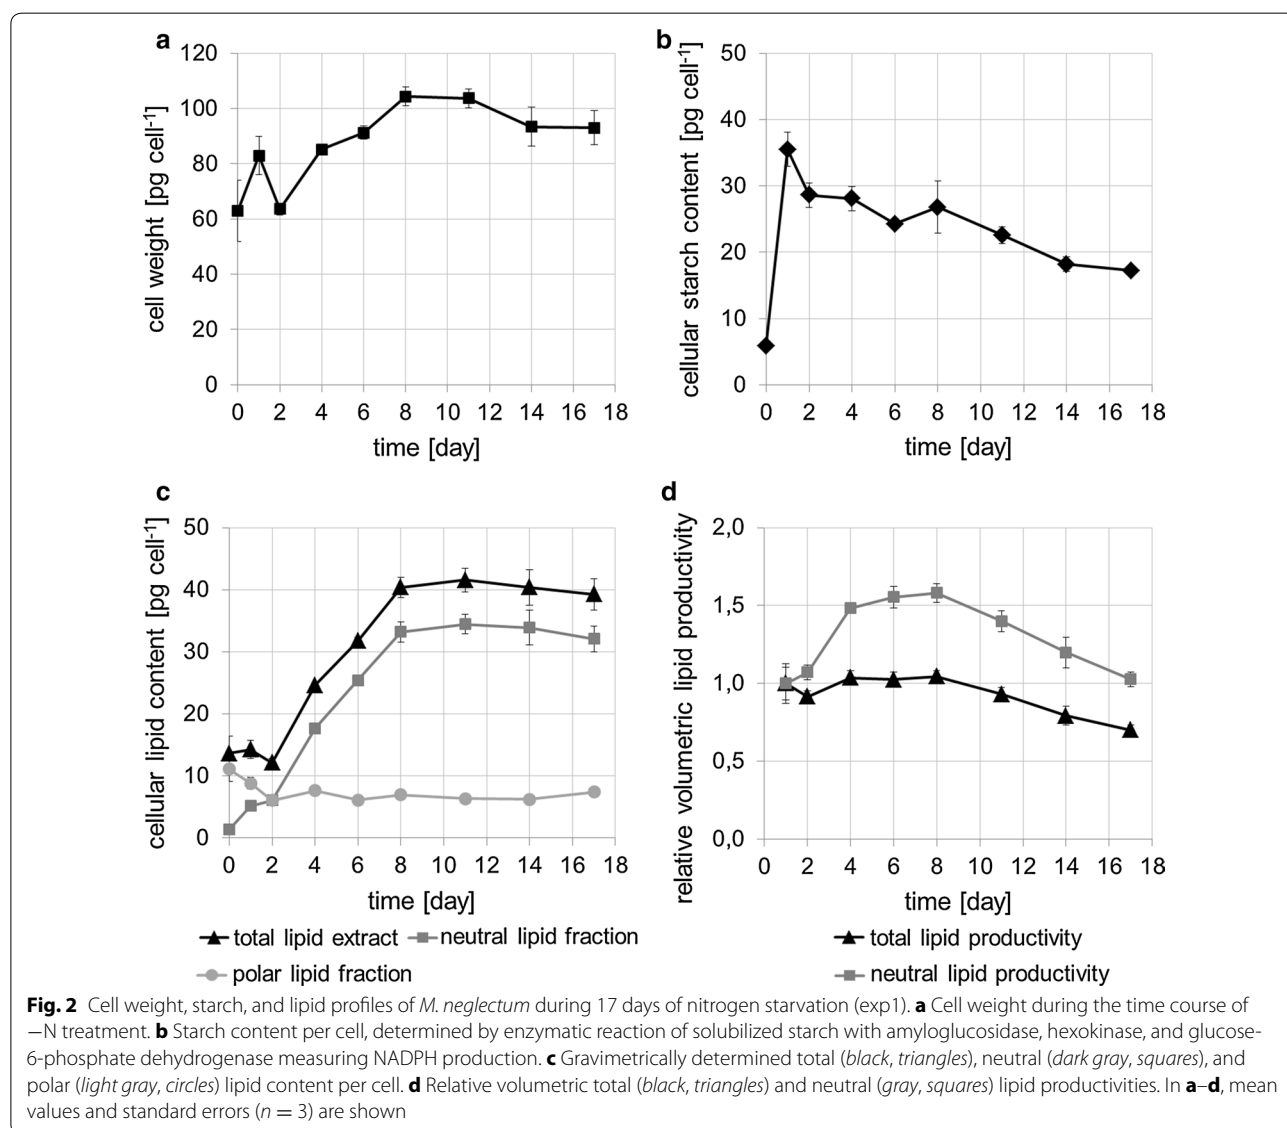 a
cell weight [pg cell-1]
120
100
80
60
40
20
0
0 2 4 6 8 10 12 14 16 18
time [day]
b
cellular starch content [pg cell-1]
50
40
30
20
10
0
0 2 4 6 8 10 12 14 16 18
time [day]
c
cellular lipid content [pg cell-1]
50
40
30
20
10
0
0 2 4 6 8 10 12 14 16 18
time [day]
total lipid extract neutral lipid fraction
polar lipid fraction
d
relative volumetric lipid productivity
2,0
1,5
1,0
0,5
0,0
0 2 4 6 8 10 12 14 16 18
time [day]
total lipid productivity
neutral lipid productivity
Fig. 2 Cell weight, starch, and lipid profiles of M. neglectum during 17 days of nitrogen starvation (exp1). a Cell weight during the time course of
−N treatment. b Starch content per cell, determined by enzymatic reaction of solubilized starch with amyloglucosidase, hexokinase, and glucose-
6-phosphate dehydrogenase measuring NADPH production. c Gravimetrically determined total (black, triangles), neutral (dark gray, squares), and
polar (light gray, circles) lipid content per cell. d Relative volumetric total (black, triangles) and neutral (gray, squares) lipid productivities. In a–d, mean
values and standard errors (n = 3) are shown